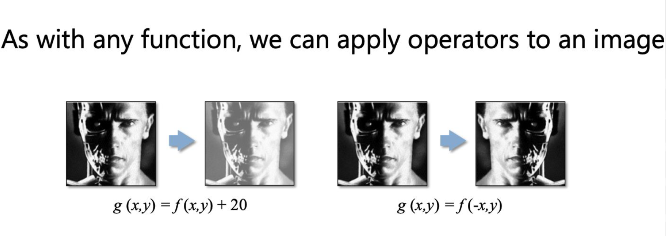 As with any function, we can apply operators to an image
g (x,y) = f (x,y) + 20
g (x,y) = f (-x,y)